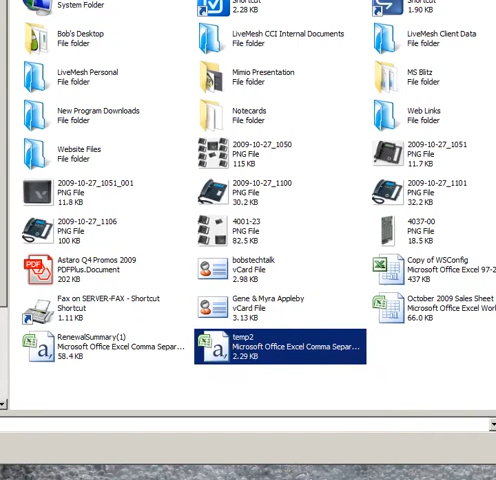 System Folder
Shortcut
2.28 KB
Shortcut
1.90 KB
Bob's Desktop
File folder
LiveMesh CCI Internal Documents
File folder
LiveMesh Client Data
File folder
LiveMesh Personal
File folder
Mimio Presentation
File folder
MS Blitz
File folder
New Program Downloads
File folder
Notecards
File folder
Web Links
File folder
Website Files
File folder
2009-10-27_1050
PNG File
115 KB
2009-10-27_1051
PNG File
11.7 KB
2009-10-27_1051_001
PNG File
11.8 KB
2009-10-27_1100
PNG File
30.2 KB
2009-10-27_1101
PNG File
32.2 KB
2009-10-27_1106
PNG File
100 KB
4001-23
PNG File
82.5 KB
4037-00
PNG File
18.5 KB
Astaro Q4 Promos 2009
PDFPlus.Document
202 KB
bobstechtalk
vCard File
2.98 KB
Copy of WSConfig
Microsoft Office Excel 97-2
437 KB
Fax on SERVER-FAX - Shortcut
Shortcut
1.11 KB
Gene & Myra Appleby
vCard File
3.13 KB
October 2009 Sales Sheet
Microsoft Office Excel Wor
66.0 KB
RenewalSummary(1)
Microsoft Office Excel Comma Separ...
58.4 KB
temp2
Microsoft Office Excel Comma Separ...
2.29 KB